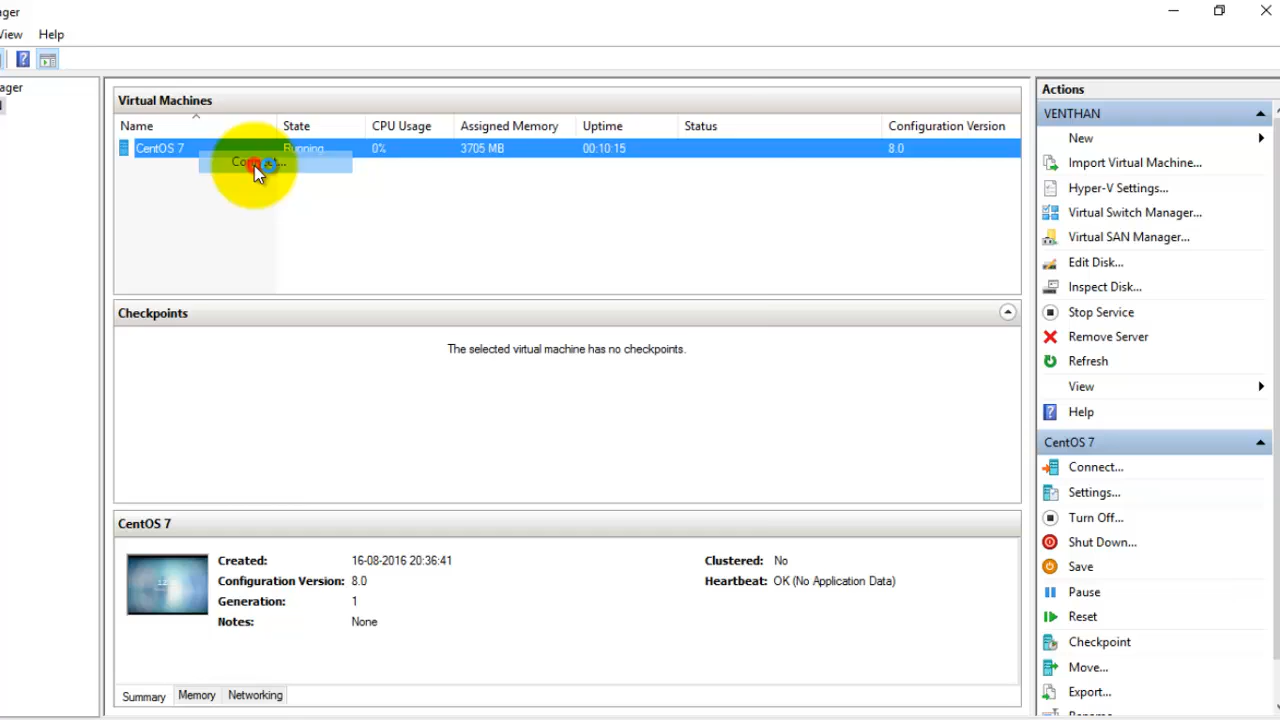 ager
View
Help
ager
Virtual Machines
Name
State
CPU Usage
Assigned Memory
Uptime
Status
Configuration Version
CentOS 7
Running
0%
3705 MB
00:10:15
8.0
Checkpoints
The selected virtual machine has no checkpoints.
CentOS 7
Created:
16-08-2016 20:36:41
Clustered:
No
Configuration Version:
8.0
Heartbeat:
OK (No Application Data)
Generation:
1
Notes:
None
Summary
Memory
Networking
Actions
VENTHAN
New
Import Virtual Machine...
Hyper-V Settings...
Virtual Switch Manager...
Virtual SAN Manager...
Edit Disk...
Inspect Disk...
Stop Service
Remove Server
Refresh
View
Help
CentOS 7
Connect...
Settings...
Turn Off...
Shut Down...
Save
Pause
Reset
Checkpoint
Move...
Export...